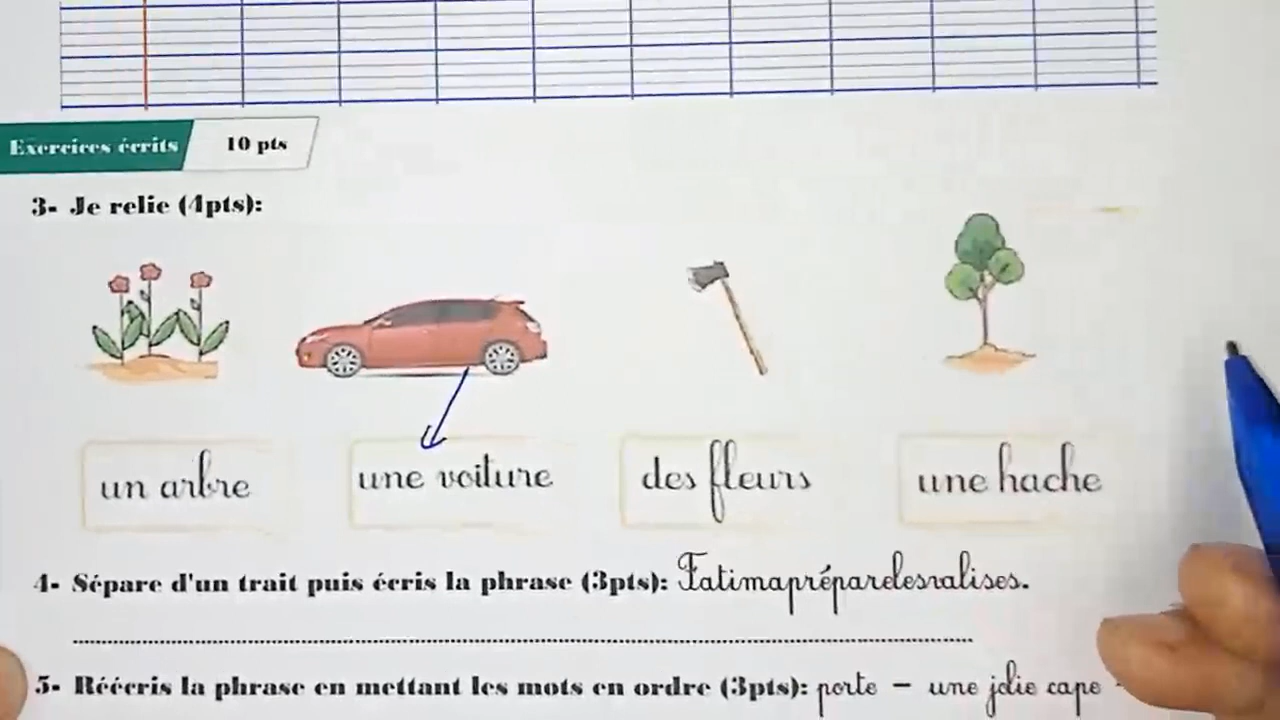 Exercices écrits 10 pts
3- Je relie (4pts):
un arbre une voiture des fleurs une hache
4- Sépare d'un trait puis écris la phrase (3pts): Fatimapréparelesvalises.
5- Réécris la phrase en mettant les mots en ordre (3pts): porte – une jolie cape -